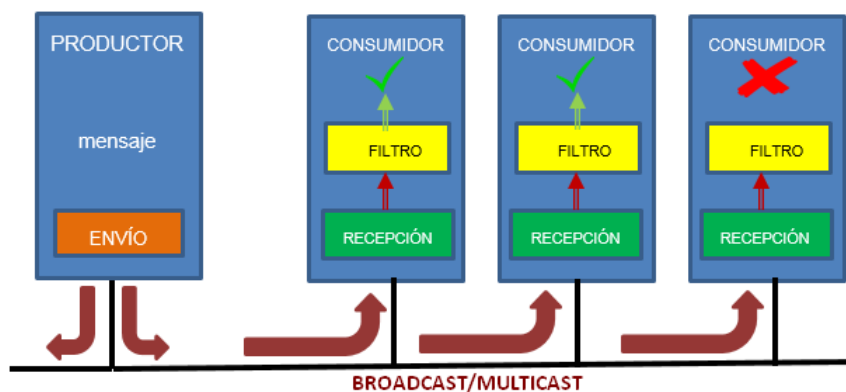 PRODUCTOR
mensaje
ENVÍO
CONSUMIDOR
FILTRO
RECEPCIÓN
CONSUMIDOR
FILTRO
RECEPCIÓN
CONSUMIDOR
FILTRO
RECEPCIÓN
BROADCAST/MULTICAST